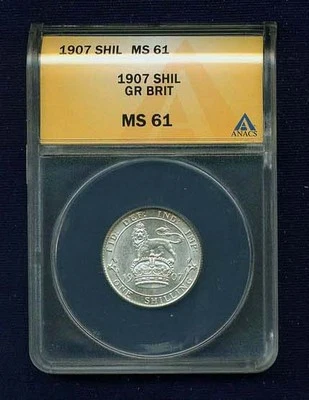 1907 SHIL MS 61
1907 SHIL
GR BRIT
MS 61
ANACS
FID. DEF. IND. IMP.
19 07
ONE SHILLING